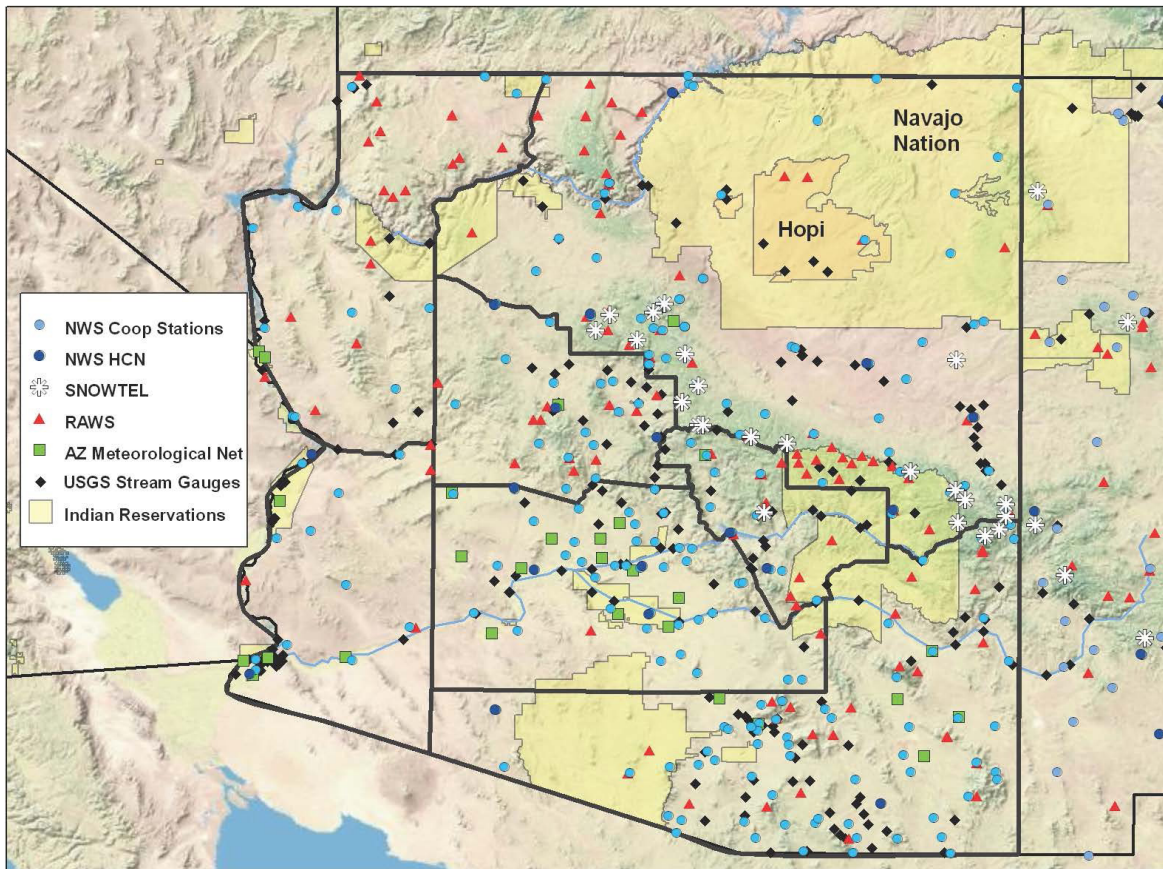 Navajo
Nation
Hopi
NWS Coop Stations
NWS HCN
SNOWTEL
RAWS
AZ Meteorological Net
USGS Stream Gauges
Indian Reservations